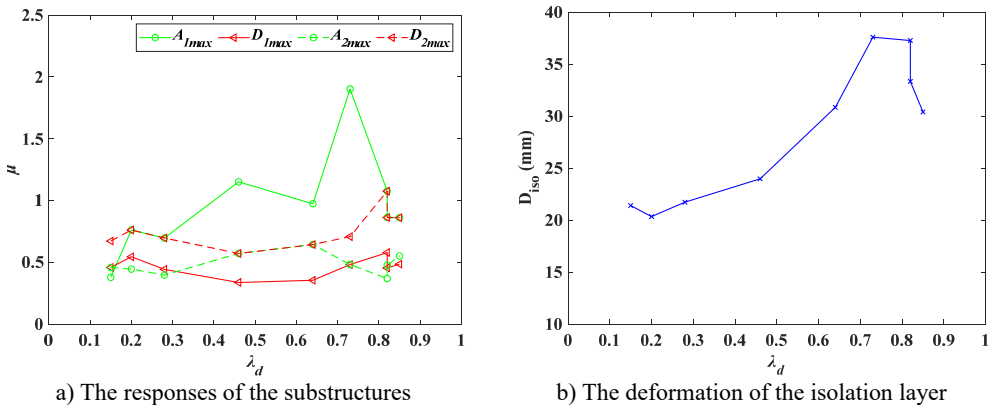 2.5
2
1.5
1
0.5
0
μ
A1max D1max A2max D2max
0 0.1 0.2 0.3 0.4 0.5 0.6 0.7 0.8 0.9 1
λd
a) The responses of the substructures
40
35
30
25
20
15
10
Diso (mm)
0 0.1 0.2 0.3 0.4 0.5 0.6 0.7 0.8 0.9 1
λd
b) The deformation of the isolation layer